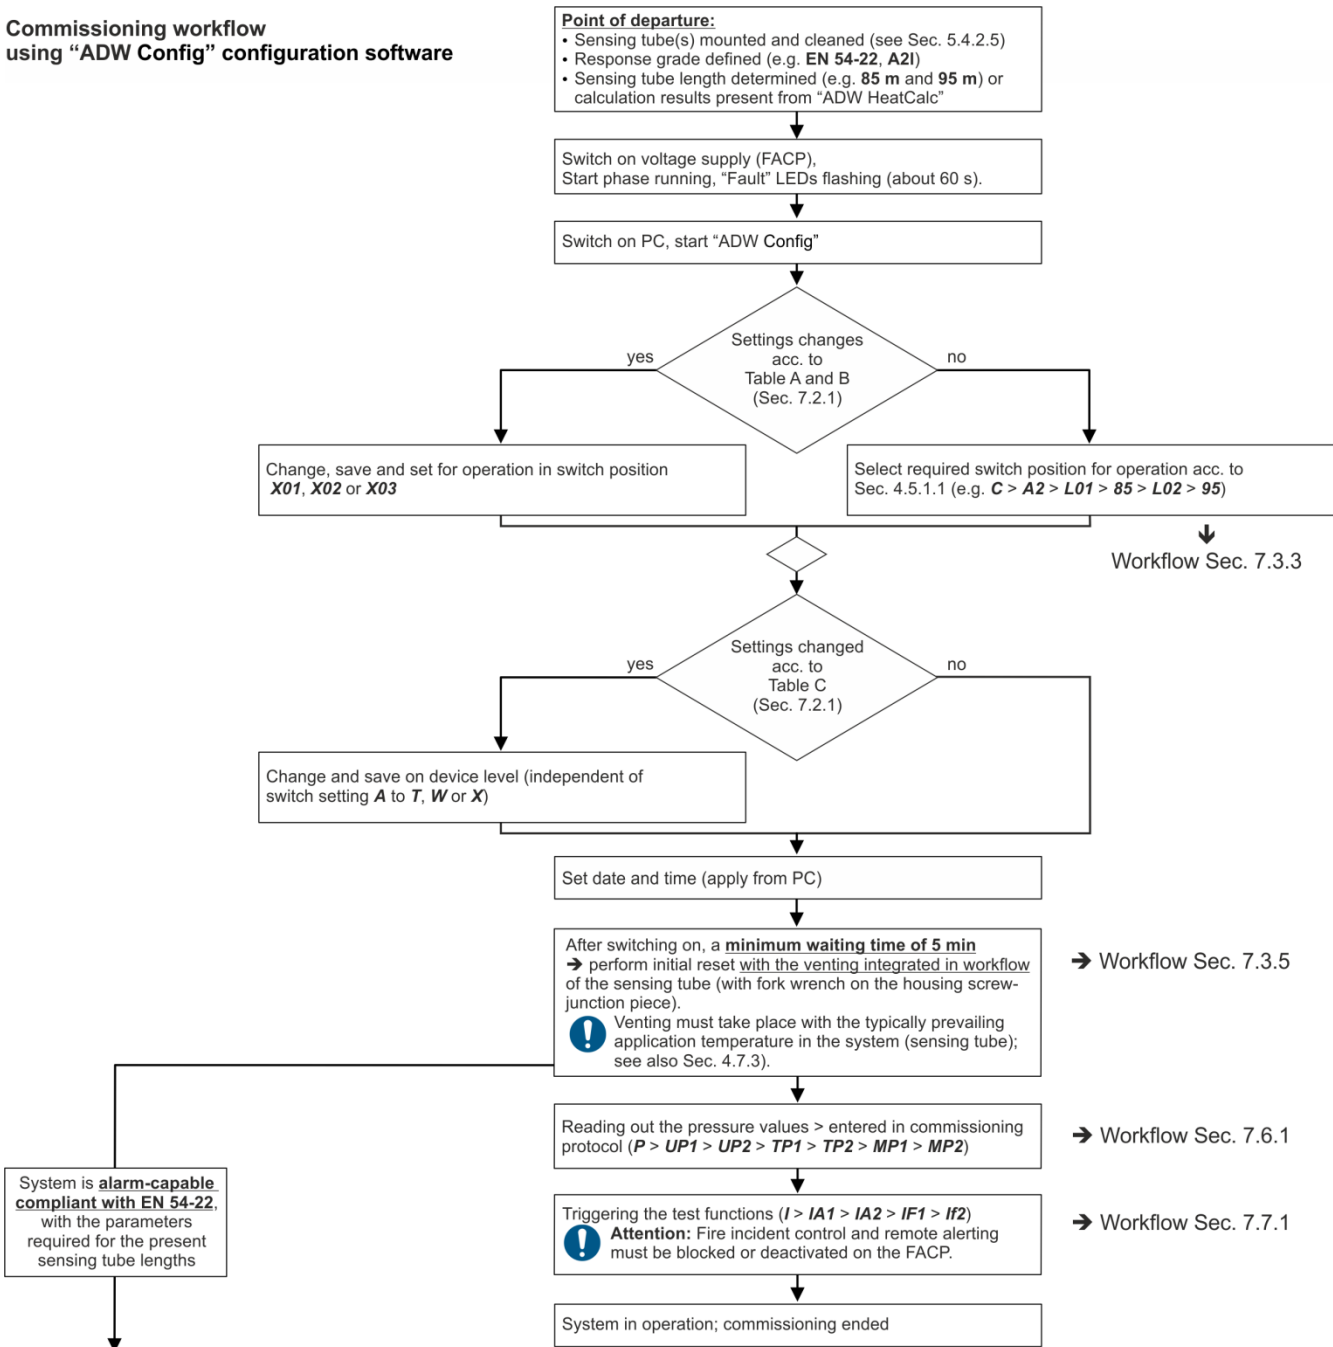 Commissioning workflow
using “ADW Config” configuration software
Point of departure:
• Sensing tube(s) mounted and cleaned (see Sec. 5.4.2.5)
• Response grade defined (e.g. EN 54-22, A2I)
• Sensing tube length determined (e.g. 85 m and 95 m) or
calculation results present from “ADW HeatCalc”
Switch on voltage supply (FACP),
Start phase running, “Fault” LEDs flashing (about 60 s).
Switch on PC, start “ADW Config”
Settings changes
acc. to
Table A and B
(Sec. 7.2.1)
yes
no
Change, save and set for operation in switch position
X01, X02 or X03
Select required switch position for operation acc. to
Sec. 4.5.1.1 (e.g. C > A2 > L01 > 85 > L02 > 95)
➔ Workflow Sec. 7.3.3
Settings changed
acc. to
Table C
(Sec. 7.2.1)
yes
no
Change and save on device level (independent of
switch setting A to T, W or X)
Set date and time (apply from PC)
After switching on, a minimum waiting time of 5 min
➔ perform initial reset with the venting integrated in workflow
of the sensing tube (with fork wrench on the housing screw-
junction piece).
! Venting must take place with the typically prevailing
application temperature in the system (sensing tube);
see also Sec. 4.7.3).
➔ Workflow Sec. 7.3.5
Reading out the pressure values > entered in commissioning
protocol (P > UP1 > UP2 > TP1 > TP2 > MP1 > MP2)
➔ Workflow Sec. 7.6.1
System is alarm-capable
compliant with EN 54-22,
with the parameters
required for the present
sensing tube lengths
Triggering the test functions (I > IA1 > IA2 > IF1 > If2)
! Attention: Fire incident control and remote alerting
must be blocked or deactivated on the FACP.
➔ Workflow Sec. 7.7.1
System in operation; commissioning ended